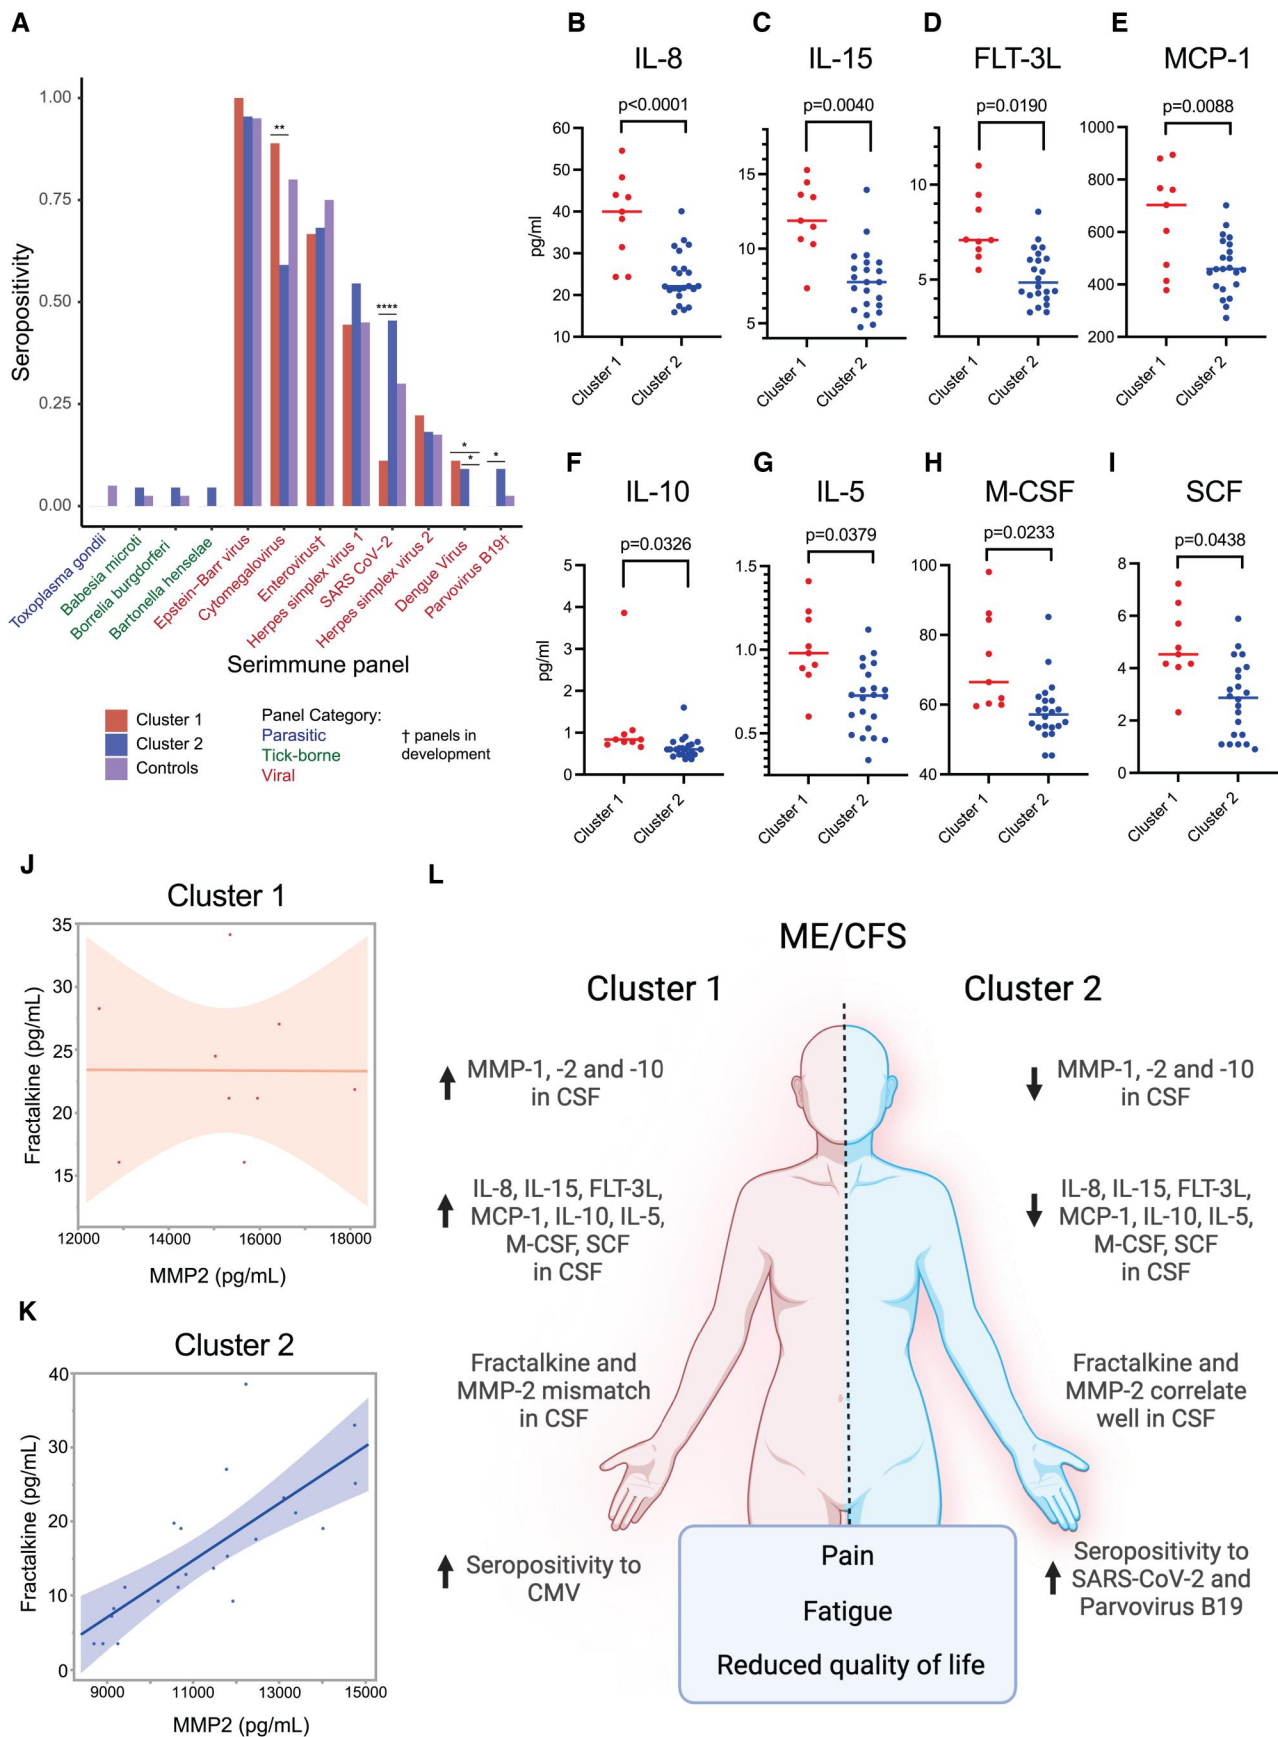 A
1.00
0.75
0.50
0.25
0.00
Seropositivity
**
****
*
*
*
Toxoplasma gondii
Babesia microti
Borrelia burgdorferi
Bartonella henselae
Epstein−Barr virus
Cytomegalovirus
Enterovirus†
Herpes simplex virus 1
SARS CoV−2
Herpes simplex virus 2
Dengue Virus
Parvovirus B19†
Serimmune panel
Cluster 1
Cluster 2
Controls
Panel Category:
Parasitic
Tick-borne
Viral
† panels in
development
B
IL-8
p<0.0001
60
50
40
30
20
10
pg/ml
Cluster 1
Cluster 2
C
IL-15
p=0.0040
15
10
5
Cluster 1
Cluster 2
D
FLT-3L
p=0.0190
10
5
Cluster 1
Cluster 2
E
MCP-1
p=0.0088
1000
800
600
400
200
Cluster 1
Cluster 2
F
IL-10
p=0.0326
5
4
3
2
1
0
pg/ml
Cluster 1
Cluster 2
G
IL-5
p=0.0379
1.5
1.0
0.5
Cluster 1
Cluster 2
H
M-CSF
p=0.0233
100
80
60
40
Cluster 1
Cluster 2
I
SCF
p=0.0438
8
6
4
2
0
Cluster 1
Cluster 2
J
Cluster 1
35
30
25
20
15
Fractalkine (pg/mL)
12000 14000 16000 18000
MMP2 (pg/mL)
K
Cluster 2
40
30
20
10
0
Fractalkine (pg/mL)
9000 11000 13000 15000
MMP2 (pg/mL)
L
ME/CFS
Cluster 1
Cluster 2
MMP-1, -2 and -10
in CSF
MMP-1, -2 and -10
in CSF
IL-8, IL-15, FLT-3L,
MCP-1, IL-10, IL-5,
M-CSF, SCF
in CSF
IL-8, IL-15, FLT-3L,
MCP-1, IL-10, IL-5,
M-CSF, SCF
in CSF
Fractalkine and
MMP-2 mismatch
in CSF
Fractalkine and
MMP-2 correlate
well in CSF
Seropositivity to
CMV
Seropositivity to
SARS-CoV-2 and
Parvovirus B19
Pain
Fatigue
Reduced quality of life